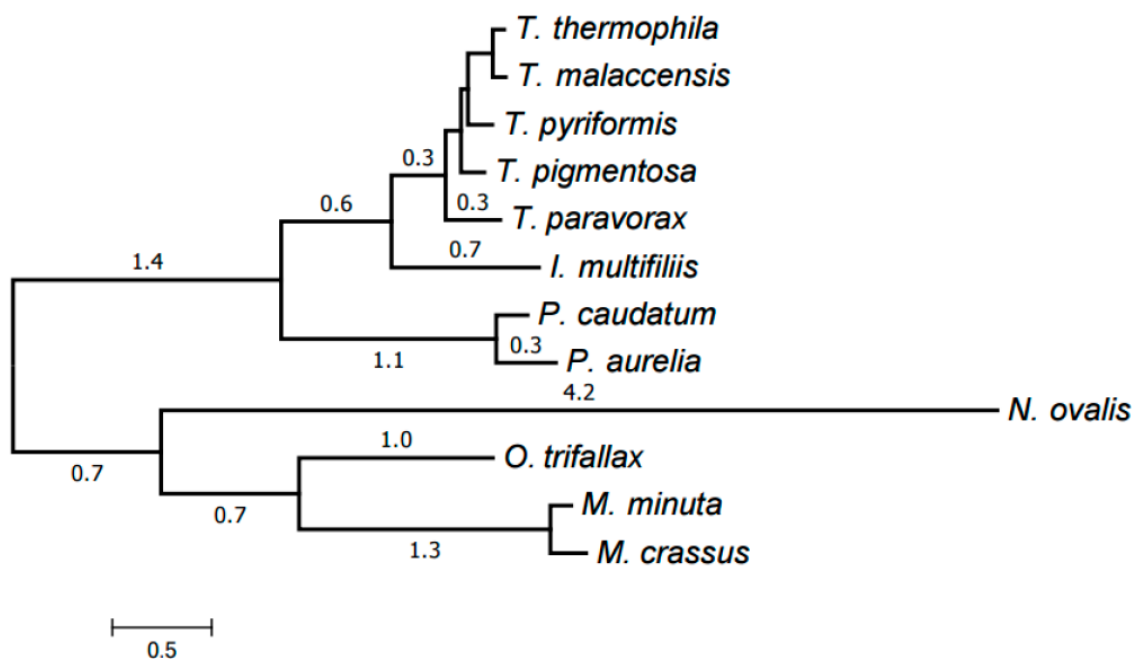 T. thermophila
T. malaccensis
T. pyriformis
0.3
T. pigmentosa
0.6
0.3
T. paravorax
0.7
I. multifiliis
1.4
P. caudatum
0.3
1.1
P. aurelia
4.2
N. ovalis
1.0
O. trifallax
0.7
M. minuta
0.7
1.3
M. crassus
0.5